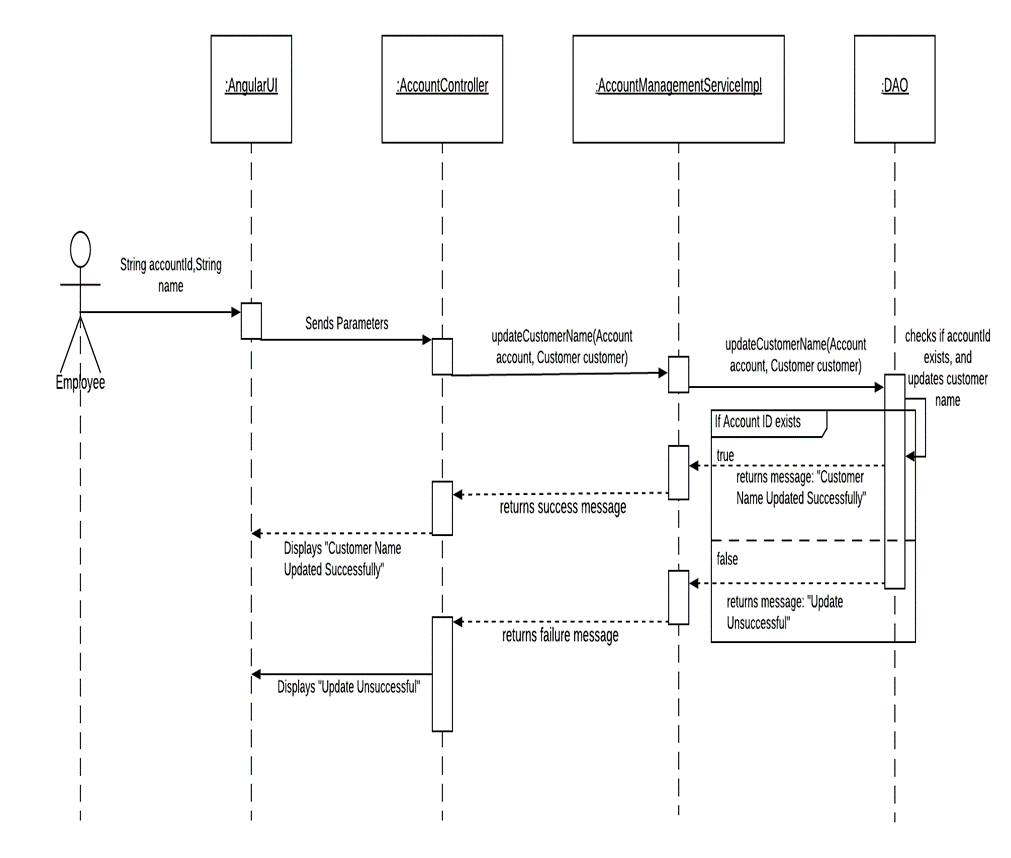 :AngularUI
:AccountController
:AccountManagementServiceImpl
:DAO
String accountId,String
name
Employee
Sends Parameters
updateCustomerName(Account
account, Customer customer)
updateCustomerName(Account
account, Customer customer)
checks if accountId
exists, and
updates customer
name
If Account ID exists
true
returns message: "Customer
Name Updated Successfully"
returns success message
Displays "Customer Name
Updated Successfully"
false
returns message: "Update
Unsuccessful"
returns failure message
Displays "Update Unsuccessful"